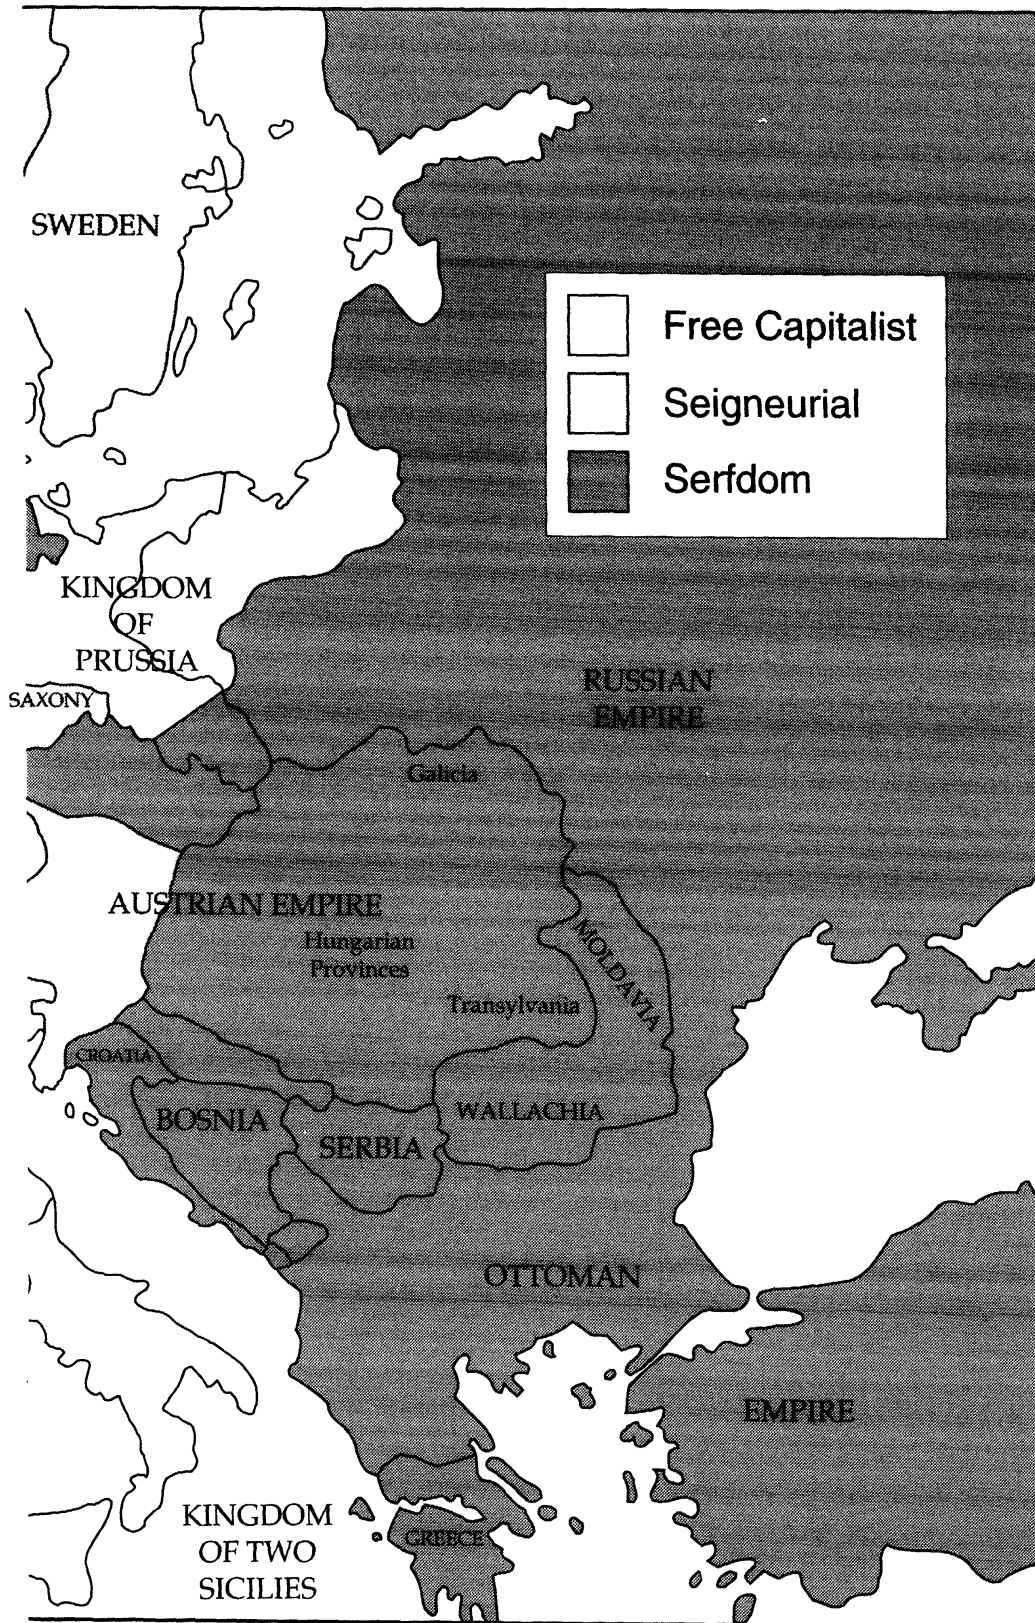 SWEDEN
Free Capitalist
Seigneurial
Serfdom
KINGDOM
OF
PRUSSIA
SAXONY
RUSSIAN
EMPIRE
Galicia
AUSTRIAN EMPIRE
Hungarian
Provinces
MOLDAVIA
Transylvania
CROATIA
BOSNIA
WALLACHIA
SERBIA
OTTOMAN
EMPIRE
KINGDOM
OF TWO
SICILIES
GREECE